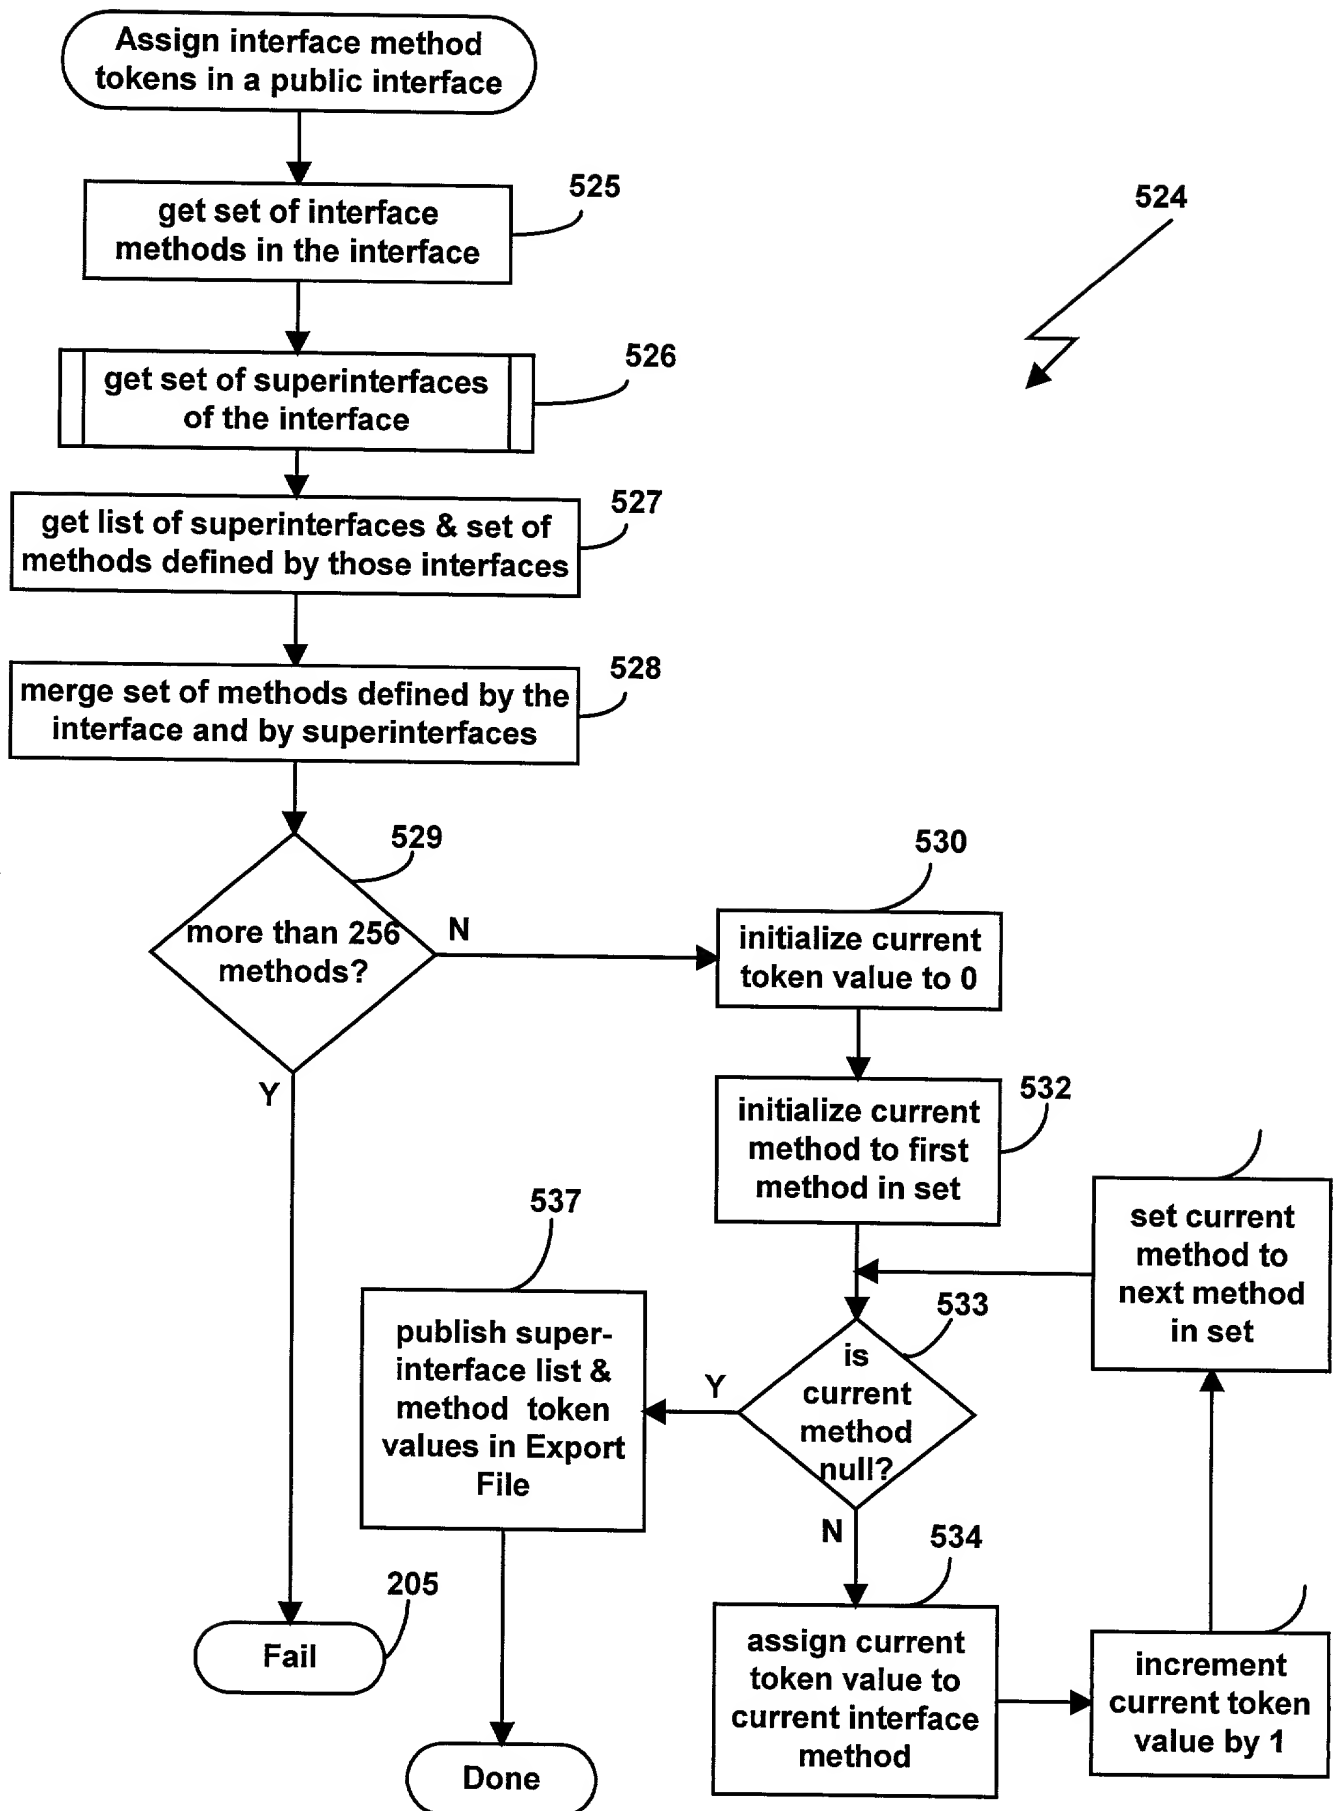 Assign interface method
tokens in a public interface
525
get set of interface
methods in the interface
524
526
get set of superinterfaces
of the interface
527
get list of superinterfaces & set of
methods defined by those interfaces
528
merge set of methods defined by the
interface and by superinterfaces
529
more than 256
methods?
N
Y
530
initialize current
token value to 0
532
initialize current
method to first
method in set
set current
method to
next method
in set
533
is
current
method
null?
Y
N
537
publish super-
interface list &
method token
values in Export
File
534
assign current
token value to
current interface
method
increment
current token
value by 1
205
Fail
Done